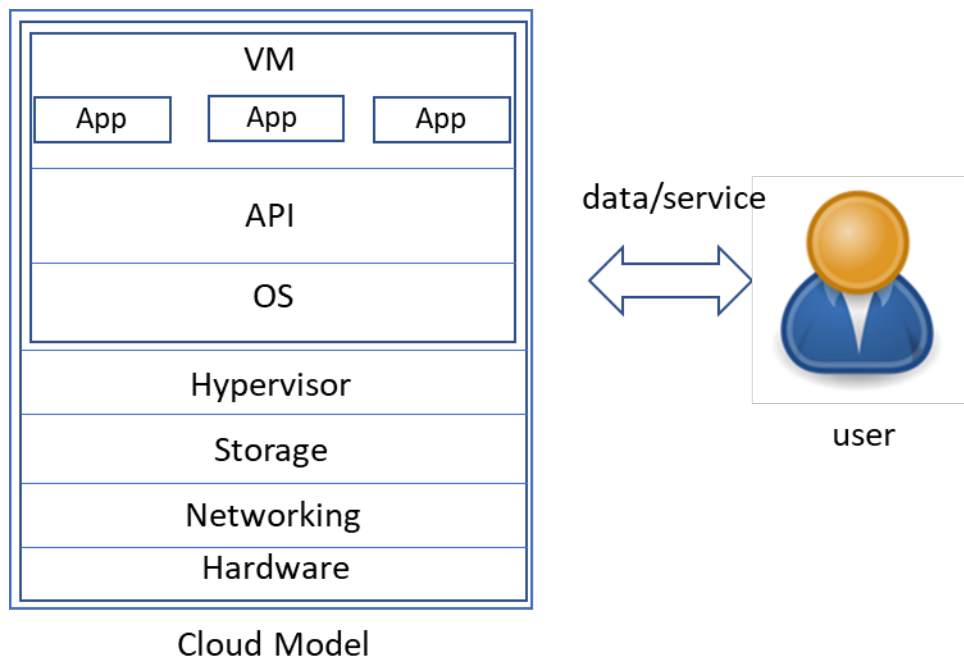 VM
App App App
API
OS
Hypervisor
Storage
Networking
Hardware
Cloud Model
data/service
user